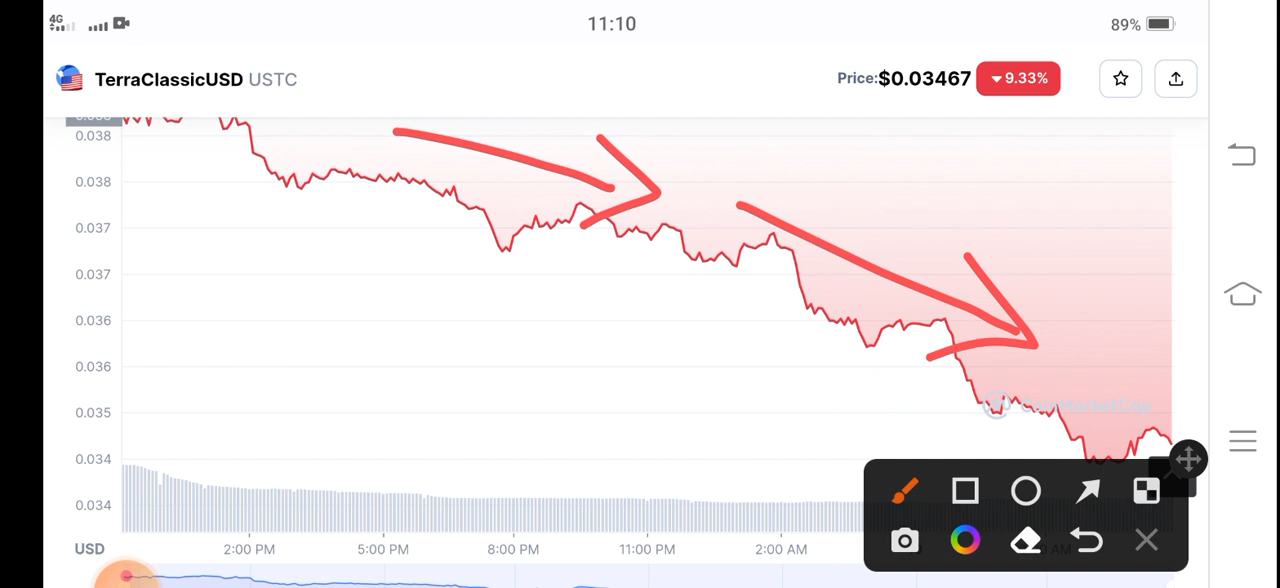 4G
11:10
89%
TerraClassicUSD USTC
Price:$0.03467
9.33%
0.038
0.038
0.037
0.037
0.036
0.036
0.035
0.034
0.034
CoinMarketCap
USD
2:00 PM
5:00 PM
8:00 PM
11:00 PM
2:00 AM